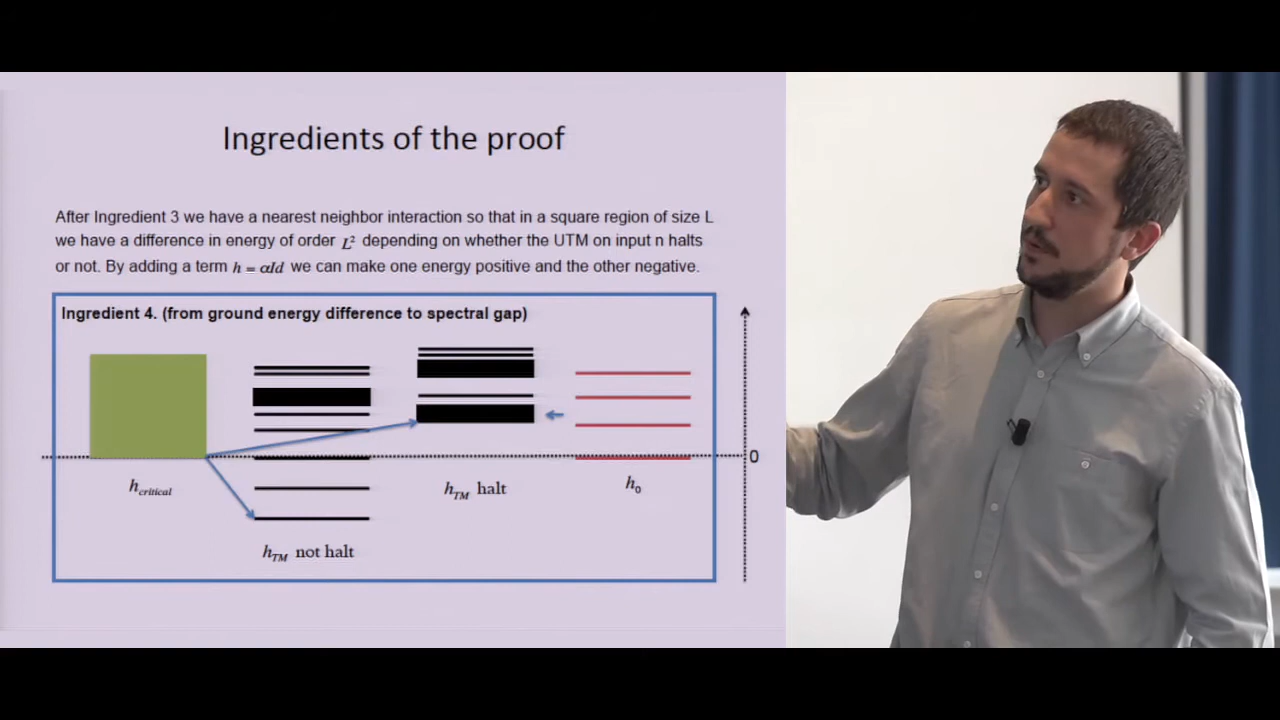 Ingredients of the proof
After Ingredient 3 we have a nearest neighbor interaction so that in a square region of size L
we have a difference in energy of order L² depending on whether the UTM on input n halts
or not. By adding a term h = αId we can make one energy positive and the other negative.
Ingredient 4. (from ground energy difference to spectral gap)
0
h_critical
h_TM halt
h_0
h_TM not halt